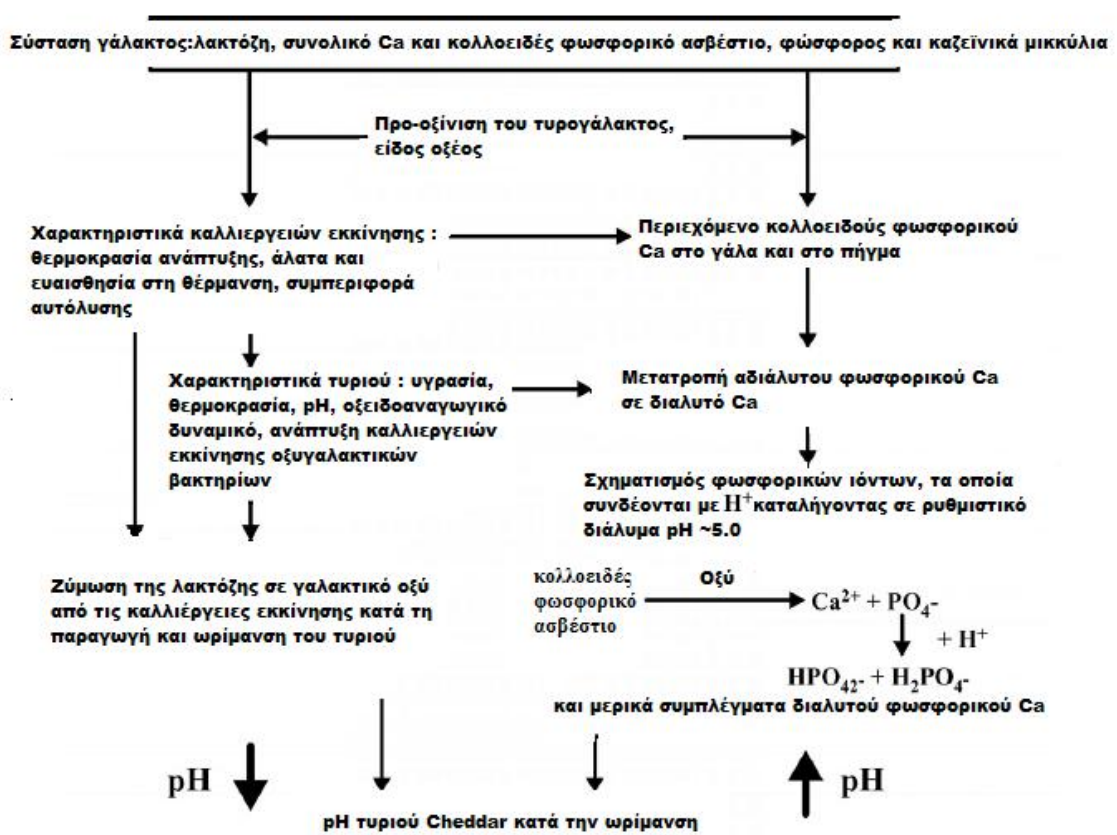 Σύσταση γάλακτος:λακτόζη, συνολικό Ca και κολλοειδές φωσφορικό ασβέστιο, φώσφορος και καζεϊνικά μικκύλια
Προ-οξίνιση του τυρογάλακτος,
είδος οξέος
Χαρακτηριστικά καλλιεργειών εκκίνησης :
θερμοκρασία ανάπτυξης, άλατα και
ευαισθησία στη θέρμανση, συμπεριφορά
αυτόλυσης
Περιεχόμενο κολλοειδούς φωσφορικού
Ca στο γάλα και στο πήγμα
Χαρακτηριστικά τυριού : υγρασία,
θερμοκρασία, pH, οξειδοαναγωγικό
δυναμικό, ανάπτυξη καλλιεργειών
εκκίνησης οξυγαλακτικών
βακτηρίων
Μετατροπή αδιάλυτου φωσφορικού Ca
σε διαλυτό Ca
Σχηματισμός φωσφορικών ιόντων, τα οποία
συνδέονται με H⁺ καταλήγοντας σε ρυθμιστικό
διάλυμα pH ~5.0
Ζύμωση της λακτόζης σε γαλακτικό οξύ
από τις καλλιέργειες εκκίνησης κατά τη
παραγωγή και ωρίμανση του τυριού
κολλοειδές
φωσφορικό
ασβέστιο
Οξύ
Ca²⁺ + PO₄-
+ H⁺
HPO₄₂- + H₂PO₄-
και μερικά συμπλέγματα διαλυτού φωσφορικού Ca
pH
pH
pH τυριού Cheddar κατά την ωρίμανση